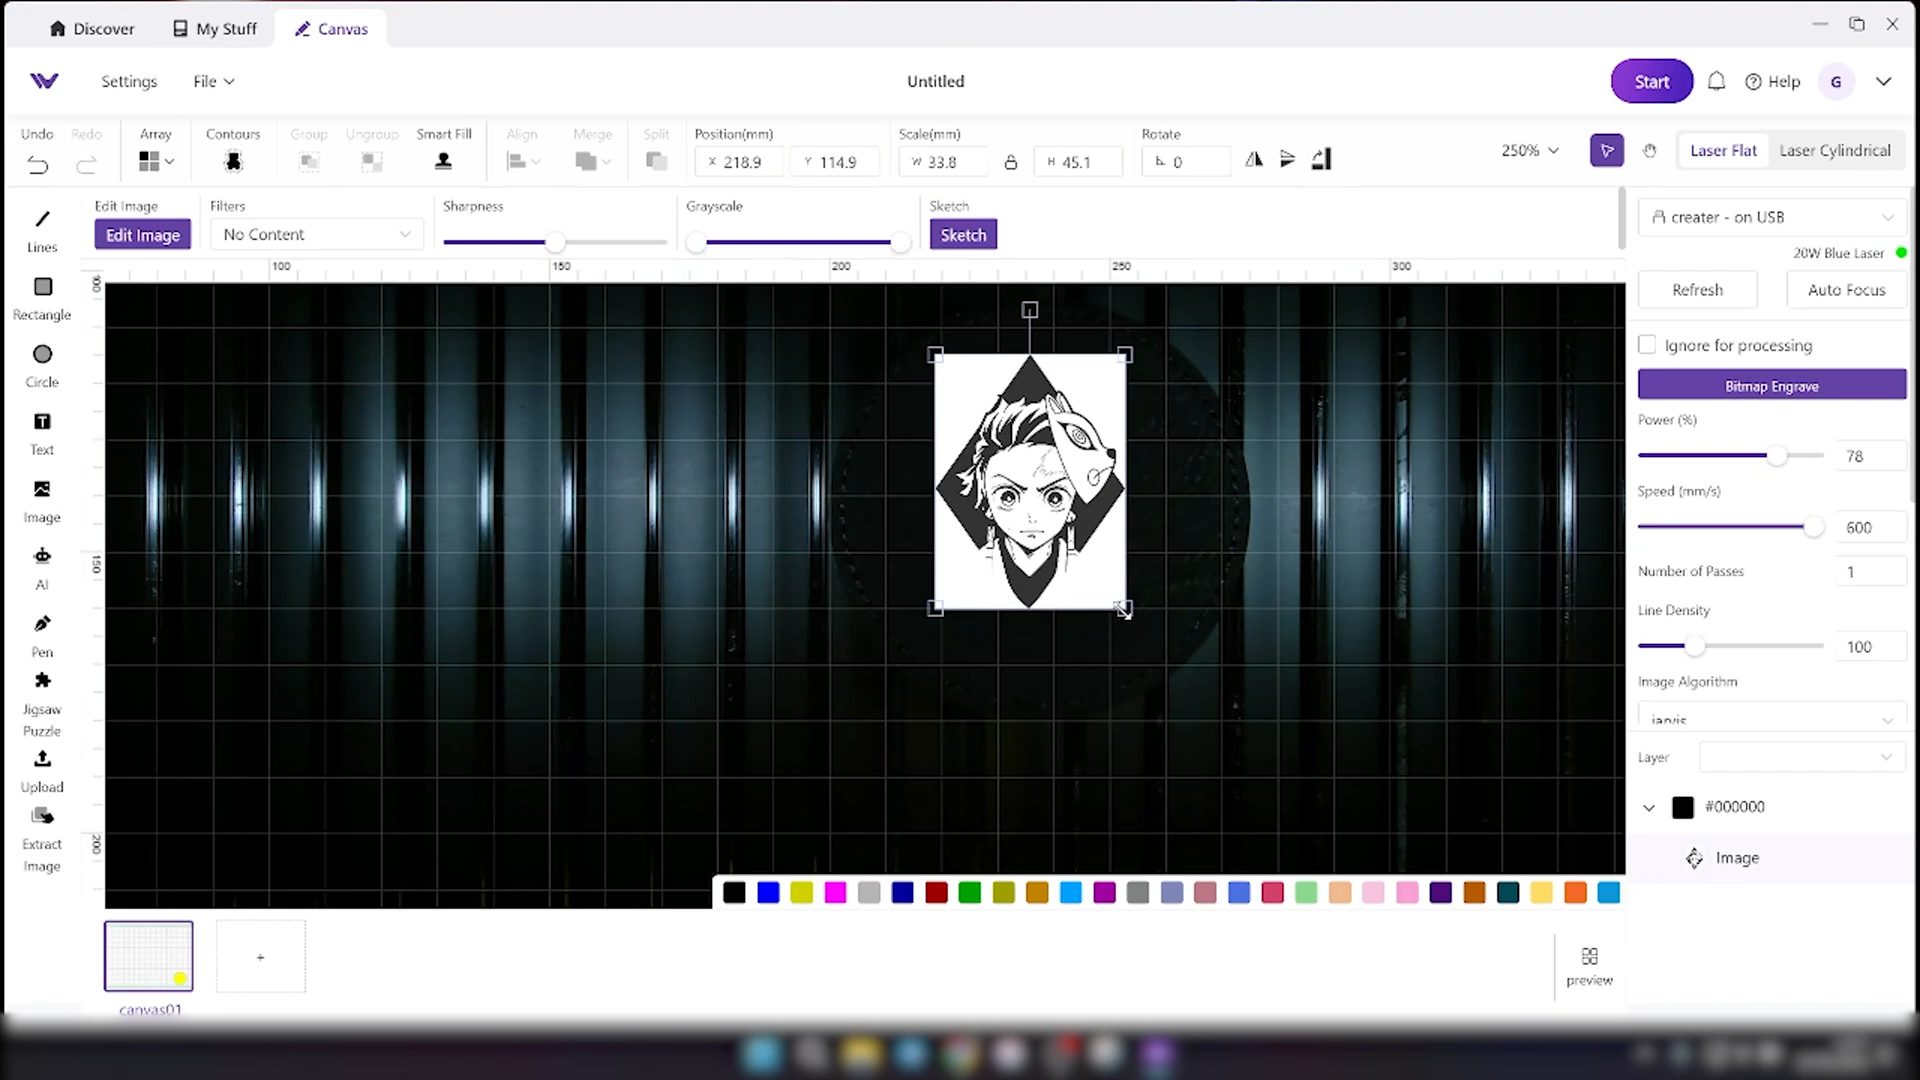 Discover My Stuff Canvas
Settings File Untitled Start Help G
Undo Redo Array Contours Group Ungroup Smart Fill Align Merge Split Position(mm) Scale(mm) Rotate
X 218.9 Y 114.9 W 33.8 H 45.1 0 250% Laser Flat Laser Cylindrical
Edit Image Filters Sharpness Grayscale Sketch
Edit Image No Content Sketch
creater - on USB
20W Blue Laser
Refresh Auto Focus
100 150 200 250 300
150
200
Lines
Rectangle
Circle
Text
Image
AI
Pen
Jigsaw
Puzzle
Upload
Extract
Image
Ignore for processing
Bitmap Engrave
Power (%)
78
Speed (mm/s)
600
Number of Passes 1
Line Density
100
Image Algorithm
jarvis
Layer
#000000
Image
+
preview
canvas01